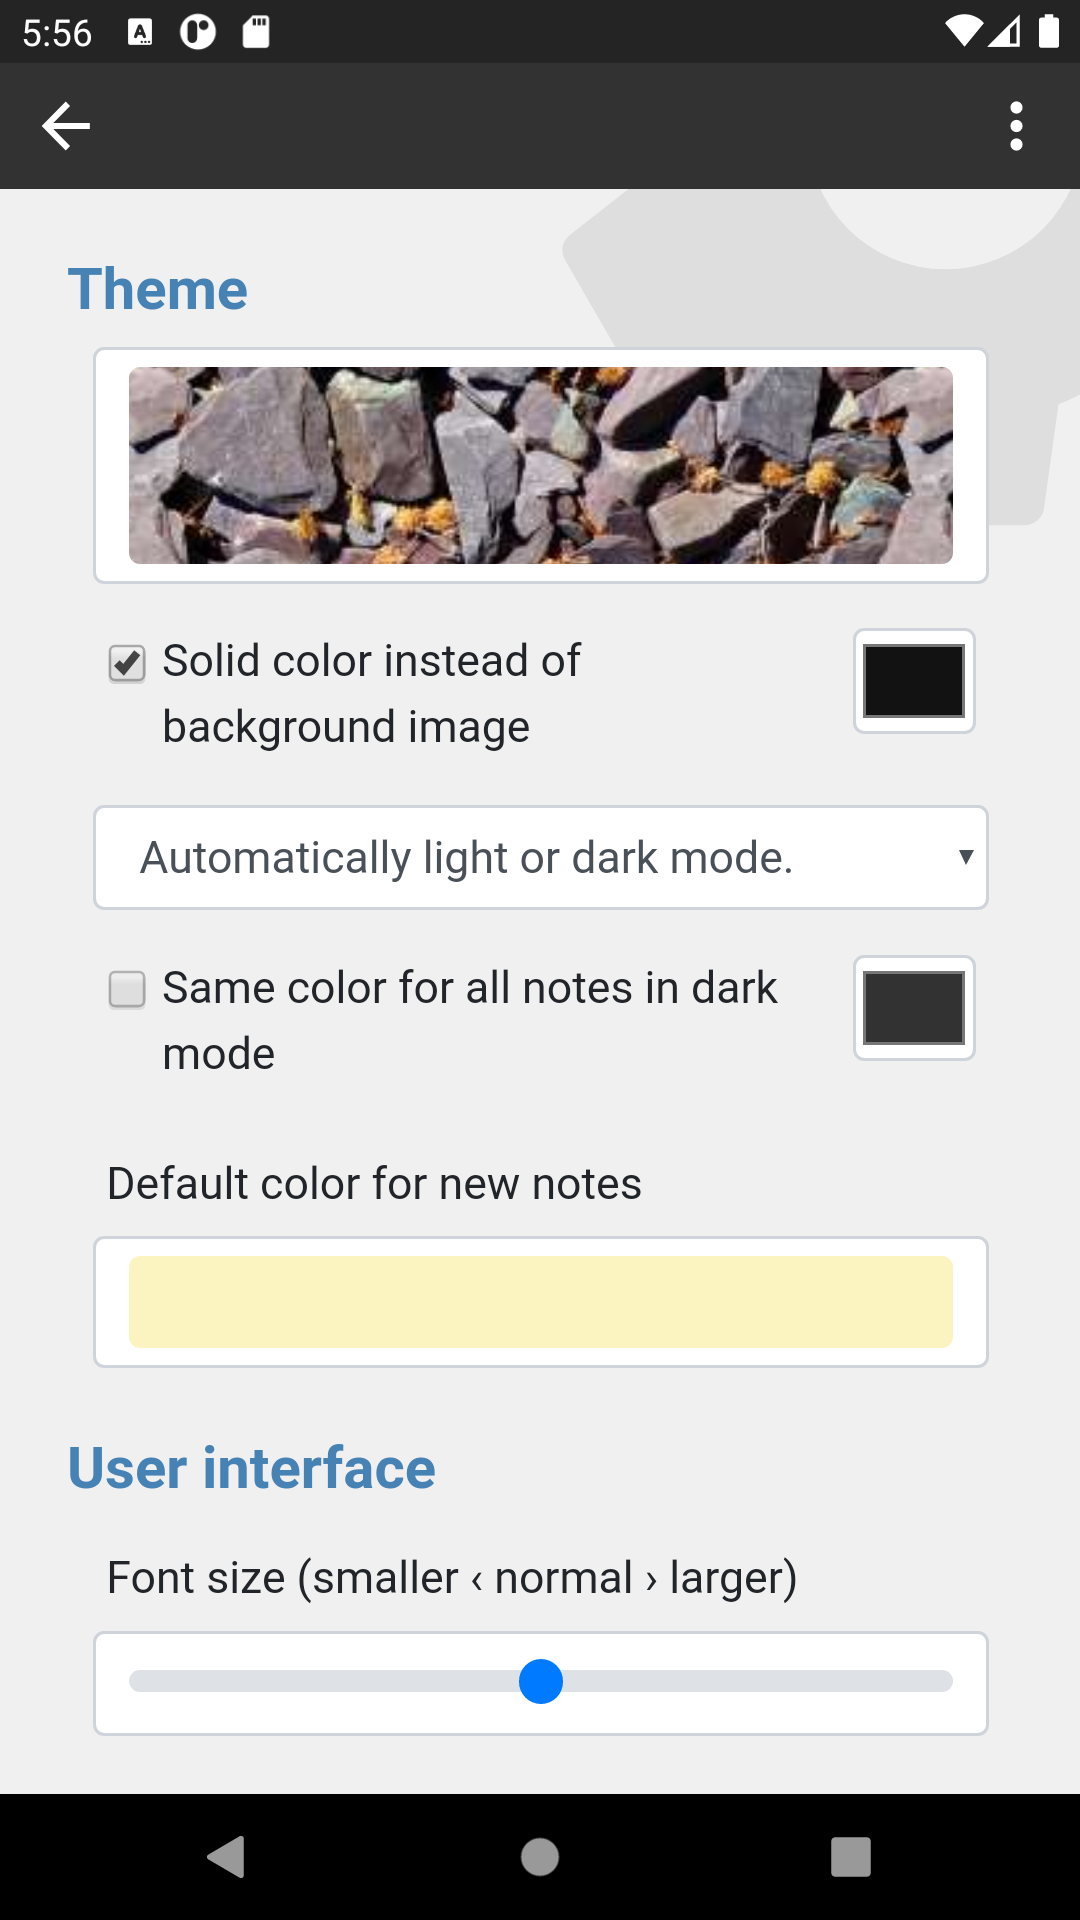 5:56
Theme
Solid color instead of
background image
Automatically light or dark mode.
Same color for all notes in dark
mode
Default color for new notes
User interface
Font size (smaller ‹ normal › larger)